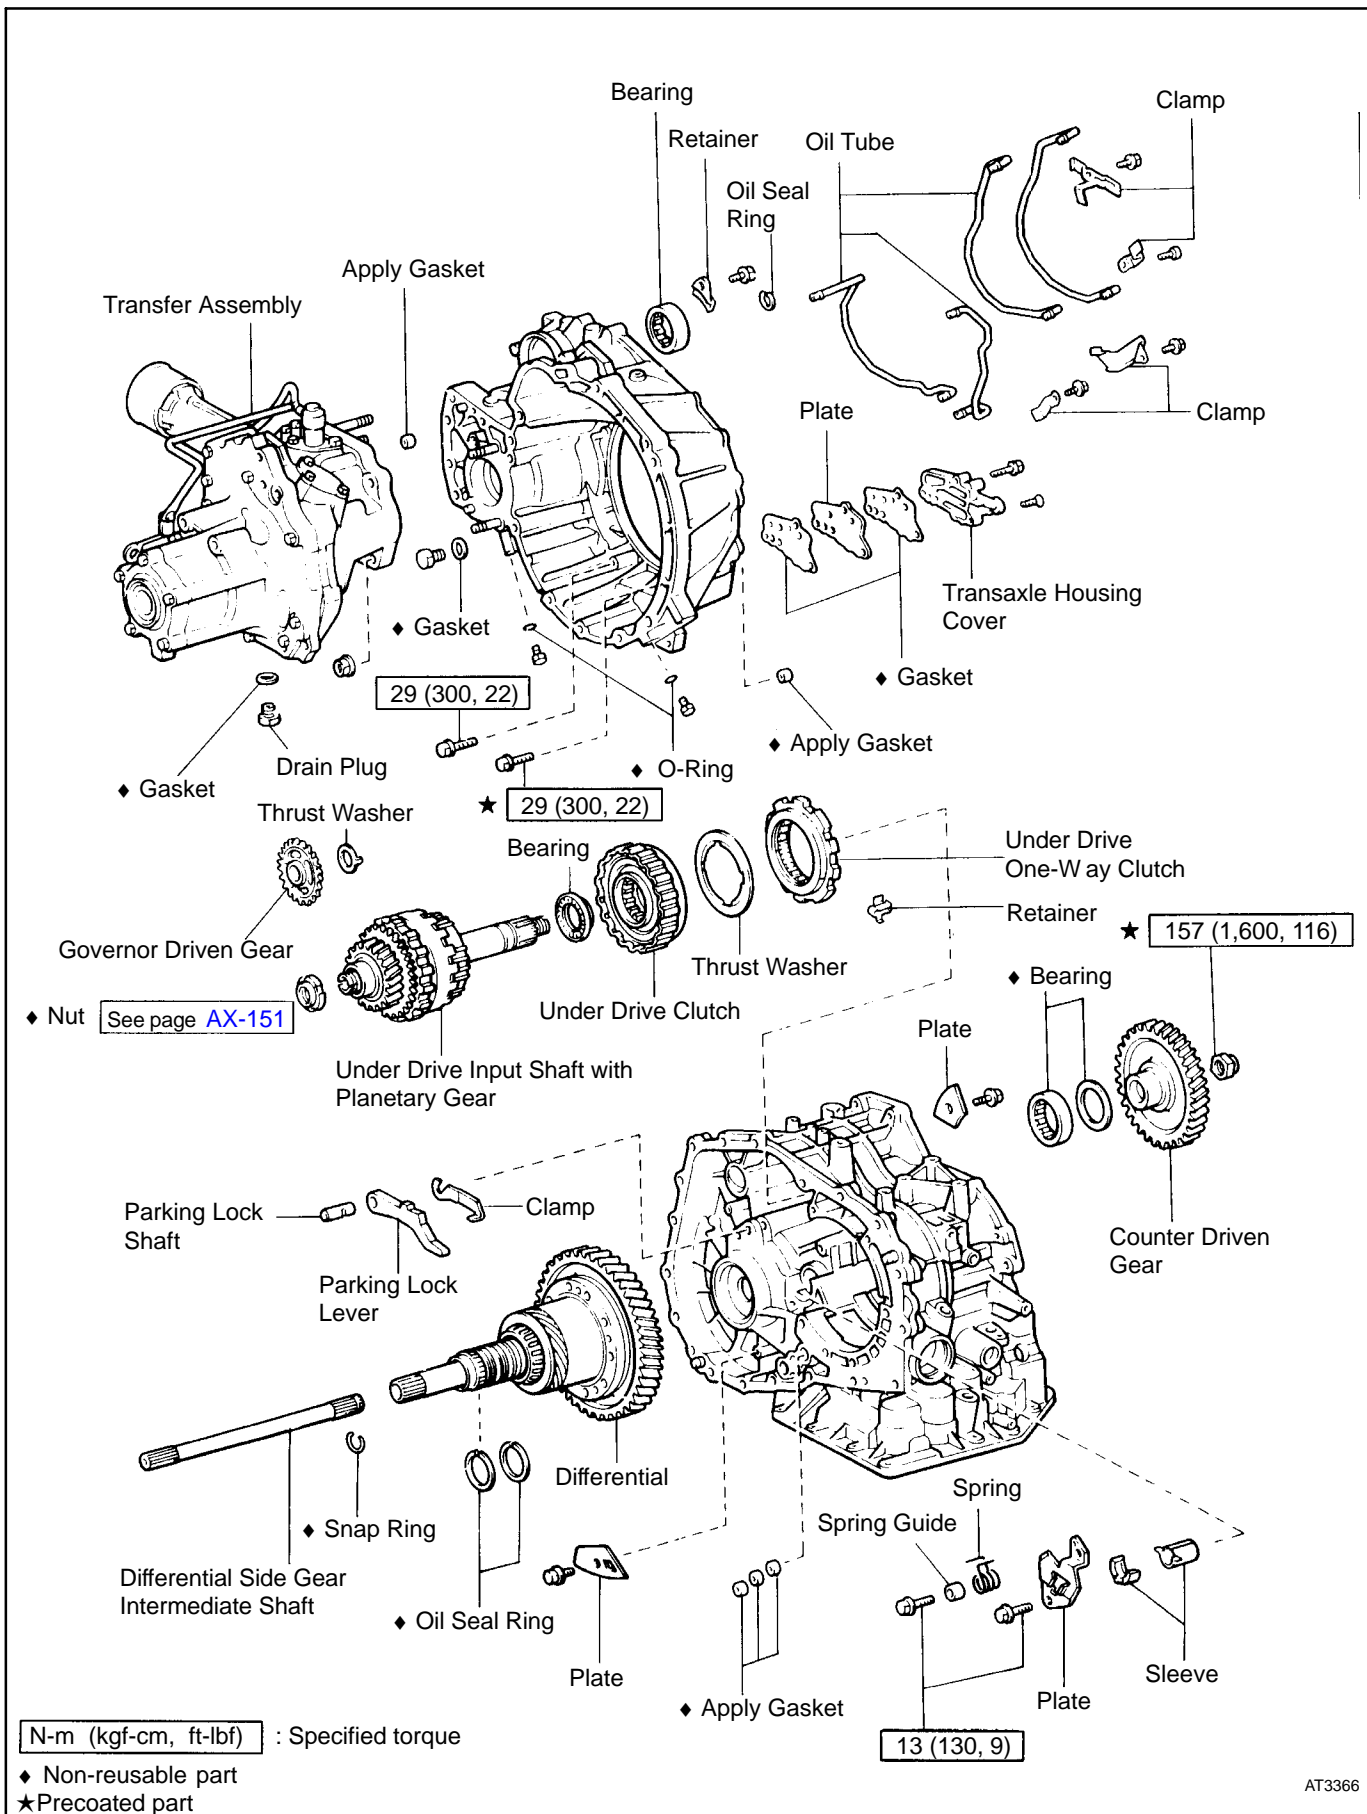 Bearing
Clamp
Retainer
Oil Tube
Oil Seal
Ring
Apply Gasket
Transfer Assembly
Plate
Clamp
Transaxle Housing
Cover
♦ Gasket
♦ Gasket
29 (300, 22)
♦ Apply Gasket
Drain Plug
♦ O-Ring
♦ Gasket
★ 29 (300, 22)
Thrust Washer
Bearing
Under Drive
One-W ay Clutch
Retainer
★ 157 (1,600, 116)
Governor Driven Gear
Thrust Washer
♦ Bearing
Under Drive Clutch
♦ Nut See page AX-151
Plate
Under Drive Input Shaft with
Planetary Gear
Parking Lock
Shaft
Clamp
Counter Driven
Gear
Parking Lock
Lever
Differential
Spring
♦ Snap Ring
Spring Guide
Differential Side Gear
Intermediate Shaft
♦ Oil Seal Ring
Plate
Sleeve
♦ Apply Gasket
Plate
N-m (kgf-cm, ft-lbf) : Specified torque
13 (130, 9)
♦ Non-reusable part
★Precoated part
AT3366